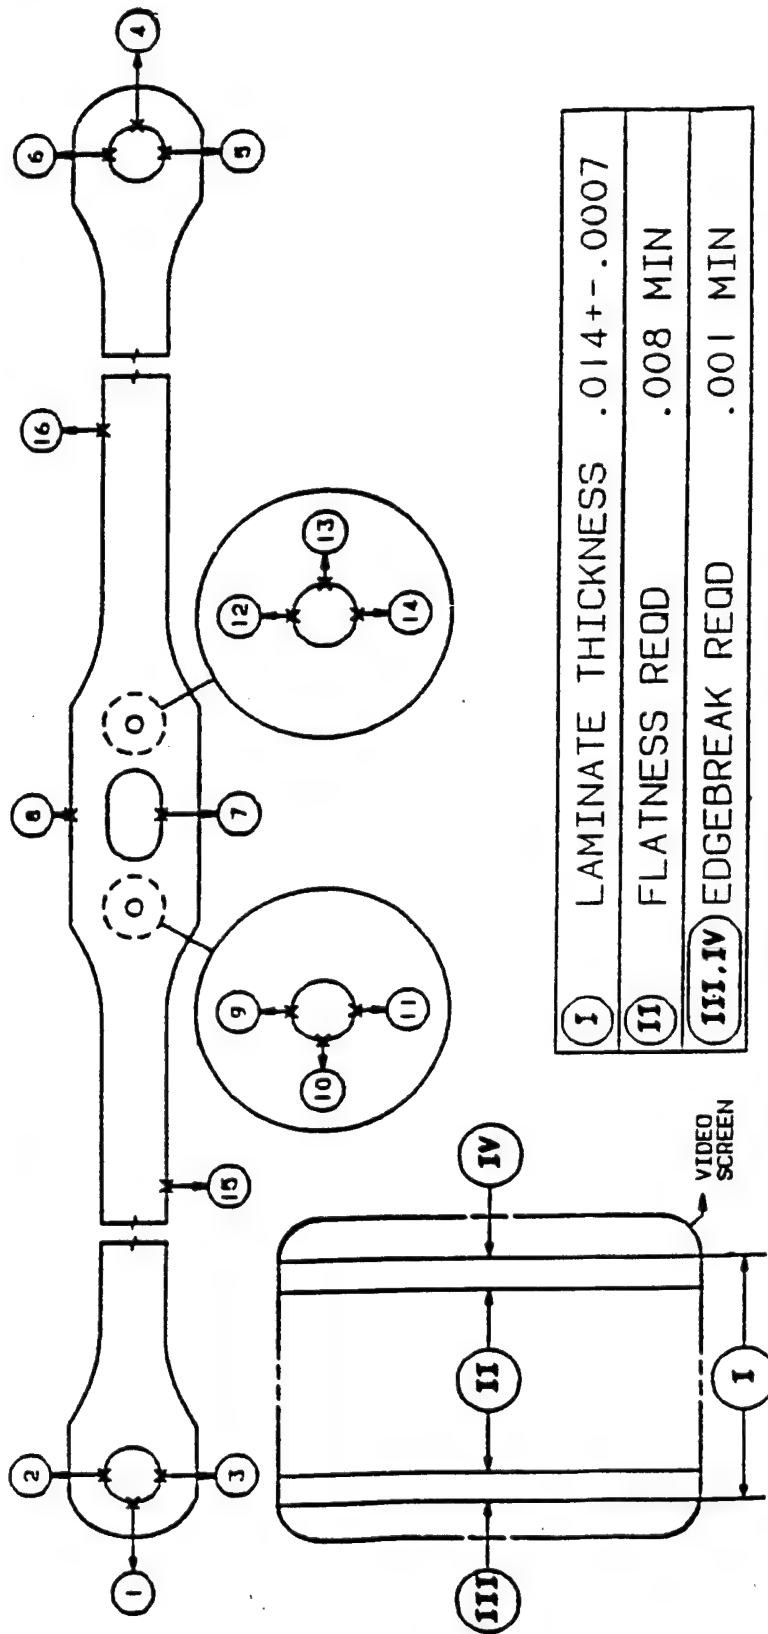 2
1
3
15
16
6
4
5
8
7
9
10
11
12
13
14
III
II
IV
I
VIDEO
SCREEN
I LAMINATE THICKNESS .014+-.0007
II FLATNESS REQD .008 MIN
III.IV EDGEBREAK REQD .001 MIN